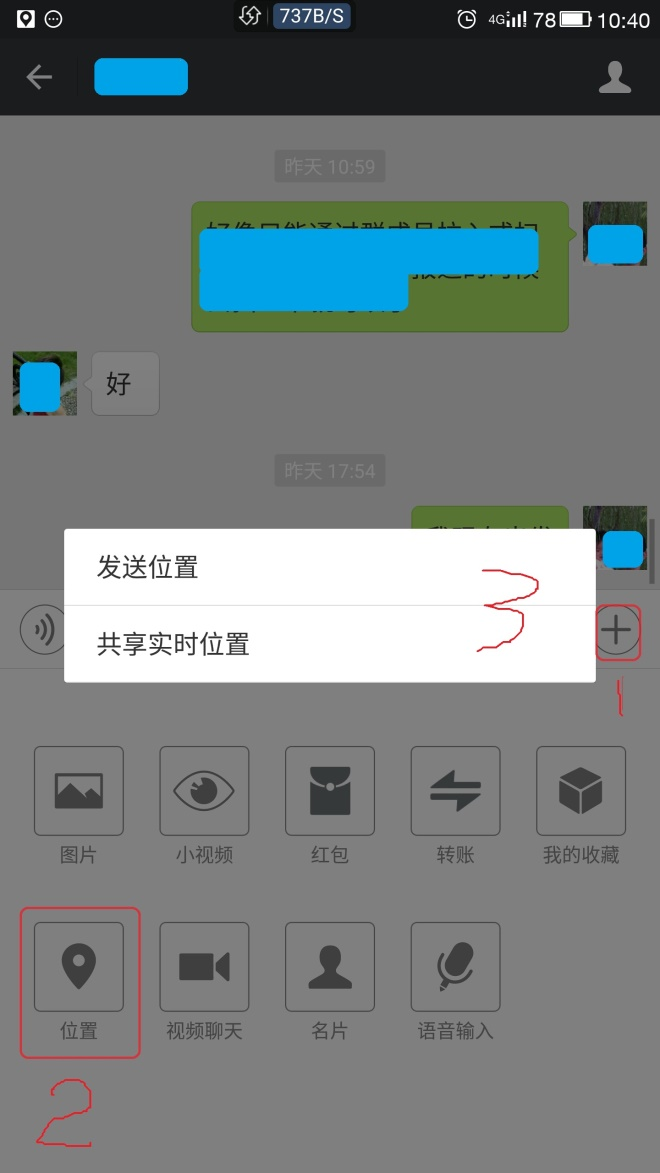 737B/S 4G 78 10:40
昨天 10:59
好
昨天 17:54
发送位置
3
共享实时位置
1
图片 小视频 红包 转账 我的收藏
位置 视频聊天 名片 语音输入
2